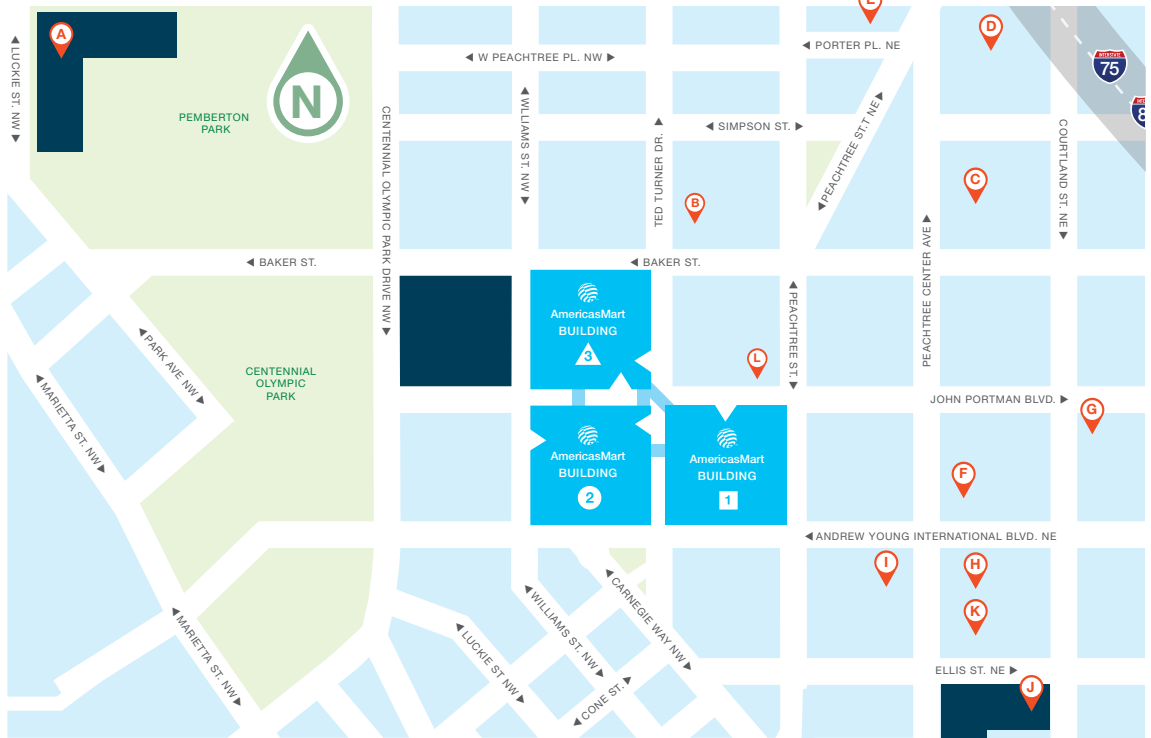 E
D
A
LUCKIE ST. NW
W PEACHTREE PL. NW
PORTER PL. NE
INTERSTATE
75
8
N
PEMBERTON
PARK
CENTENNIAL OLYMPIC PARK DRIVE NW
WLLIAMS ST. NW
TED TURNER DR.
SIMPSON ST.
PEACHTREE ST.T NE
COURTLAND ST. NE
C
B
BAKER ST.
BAKER ST.
PEACHTREE CENTER AVE
PEACHTREE ST.
AmericasMart
BUILDING
3
L
PARK AVE NW
CENTENNIAL
OLYMPIC
PARK
MARIETTA ST. NW
JOHN PORTMAN BLVD.
G
AmericasMart
BUILDING
2
AmericasMart
BUILDING
1
F
ANDREW YOUNG INTERNATIONAL BLVD. NE
I
H
K
CARNEGIE WAY NW
WILLIAMS ST. NW
LUCKIE ST NW
MARIETTA ST. NW
CONE ST.
ELLIS ST. NE
J